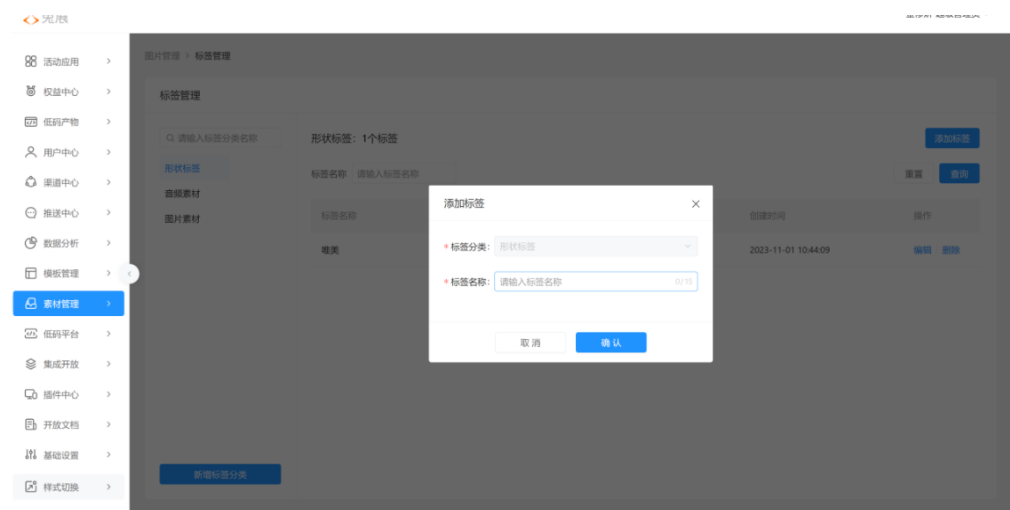 活动应用
权益中心
低码产物
用户中心
渠道中心
推送中心
数据分析
模板管理
素材管理
低码平台
集成开放
插件中心
开放文档
基础设置
样式切换
图片管理 > 标签管理
标签管理
请输入标签分类名称
形状标签
音频素材
图片素材
新增标签分类
形状标签：1个标签
添加标签
标签名称 请输入标签名称
重置 查询
标签名称 创建时间 操作
唯美 2023-11-01 10:44:09 编辑 删除
添加标签
* 标签分类： 形状标签
* 标签名称： 请输入标签名称 0/15
取消 确认